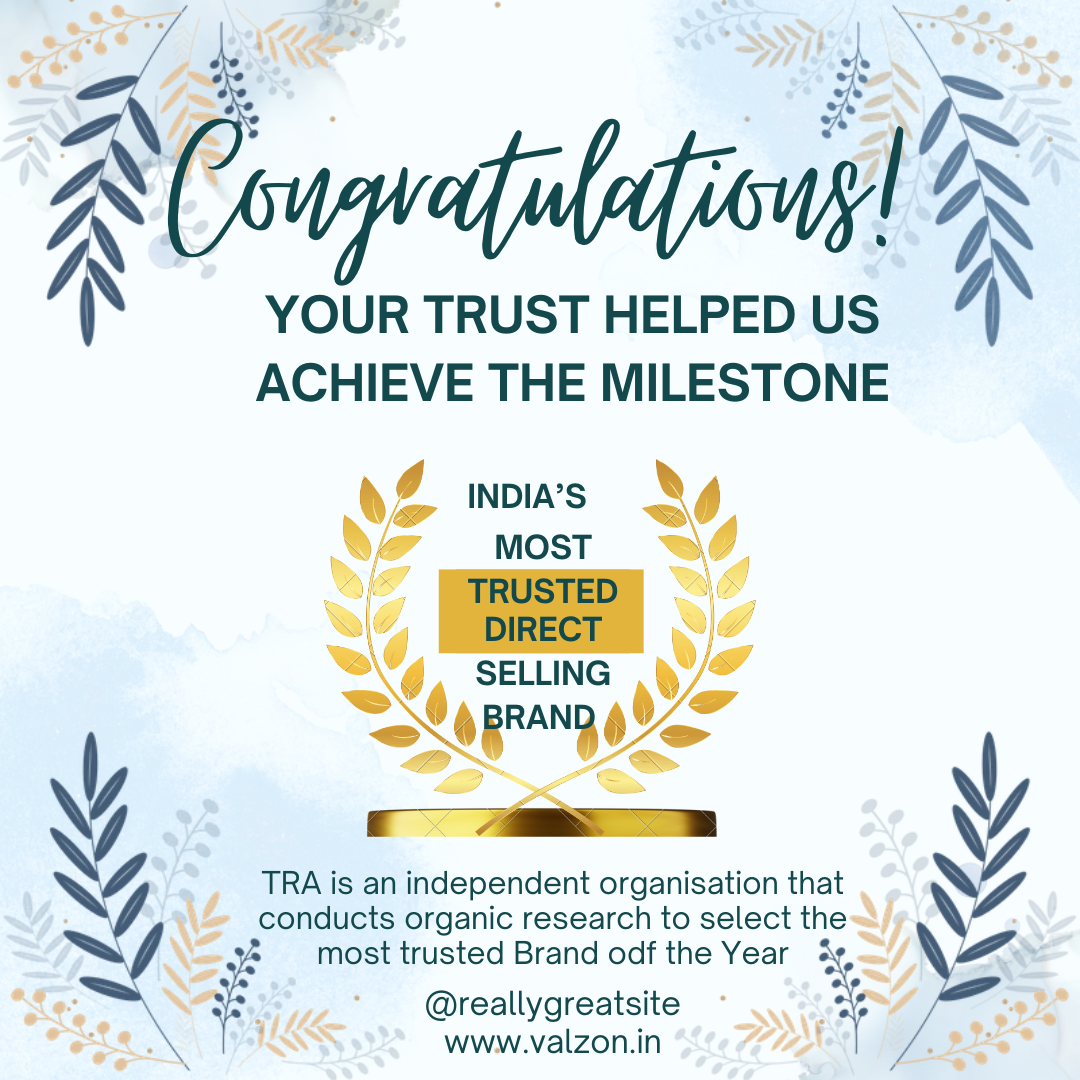 Congratulations!
YOUR TRUST HELPED US
ACHIEVE THE MILESTONE
INDIA’S
MOST
TRUSTED
DIRECT
SELLING
BRAND
TRA is an independent organisation that
conducts organic research to select the
most trusted Brand odf the Year
@reallygreatsite
www.valzon.in